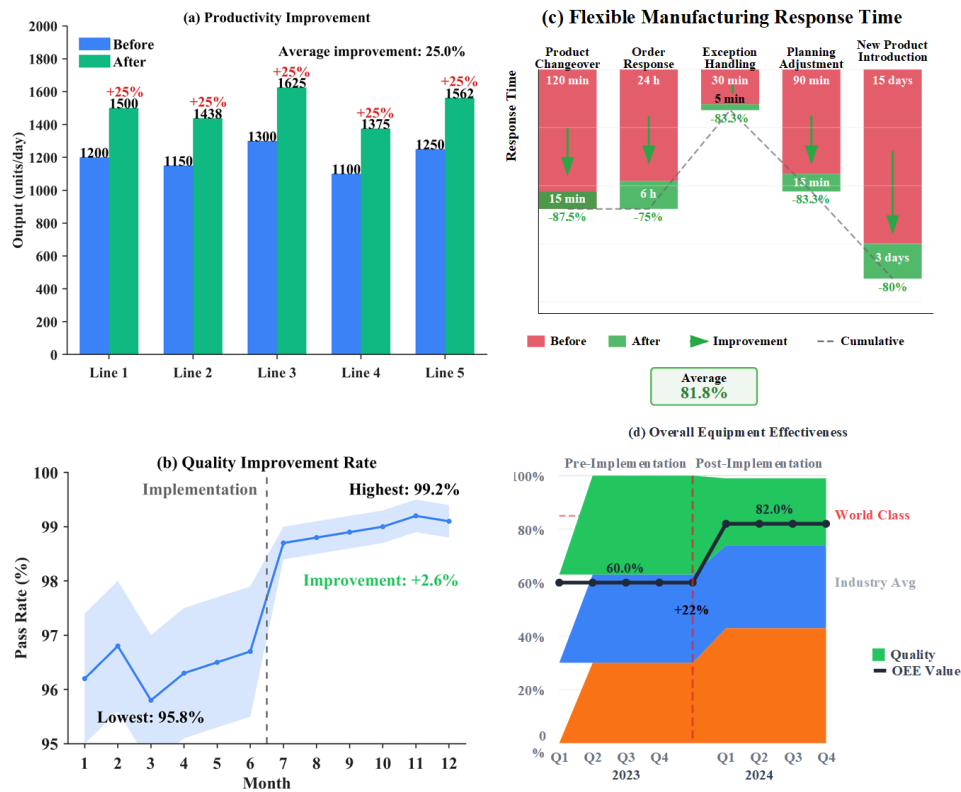 (a) Productivity Improvement
2000
1800
1600
1400
1200
1000
800
600
400
200
0
Output (units/day)
Before
After
Average improvement: 25.0%
1200
+25%
1500
1150
+25%
1438
1300
+25%
1625
1100
+25%
1375
1250
+25%
1562
Line 1
Line 2
Line 3
Line 4
Line 5
(c) Flexible Manufacturing Response Time
Response Time
Product
Changeover
Order
Response
Exception
Handling
Planning
Adjustment
New Product
Introduction
120 min
24 h
30 min
90 min
15 days
15 min
6 h
5 min
15 min
3 days
-87.5%
-75%
-83.3%
-83.3%
-80%
Before
After
Improvement
Cumulative
Average
81.8%
(b) Quality Improvement Rate
100
99
98
97
96
95
Pass Rate (%)
Implementation
Highest: 99.2%
Improvement: +2.6%
Lowest: 95.8%
1 2 3 4 5 6 7 8 9 10 11 12
Month
(d) Overall Equipment Effectiveness
Pre-Implementation
Post-Implementation
100%
80%
60%
40%
20%
0
%
60.0%
82.0%
+22%
World Class
Industry Avg
Quality
OEE Value
Q1 Q2 Q3 Q4 Q1 Q2 Q3 Q4
2023
2024